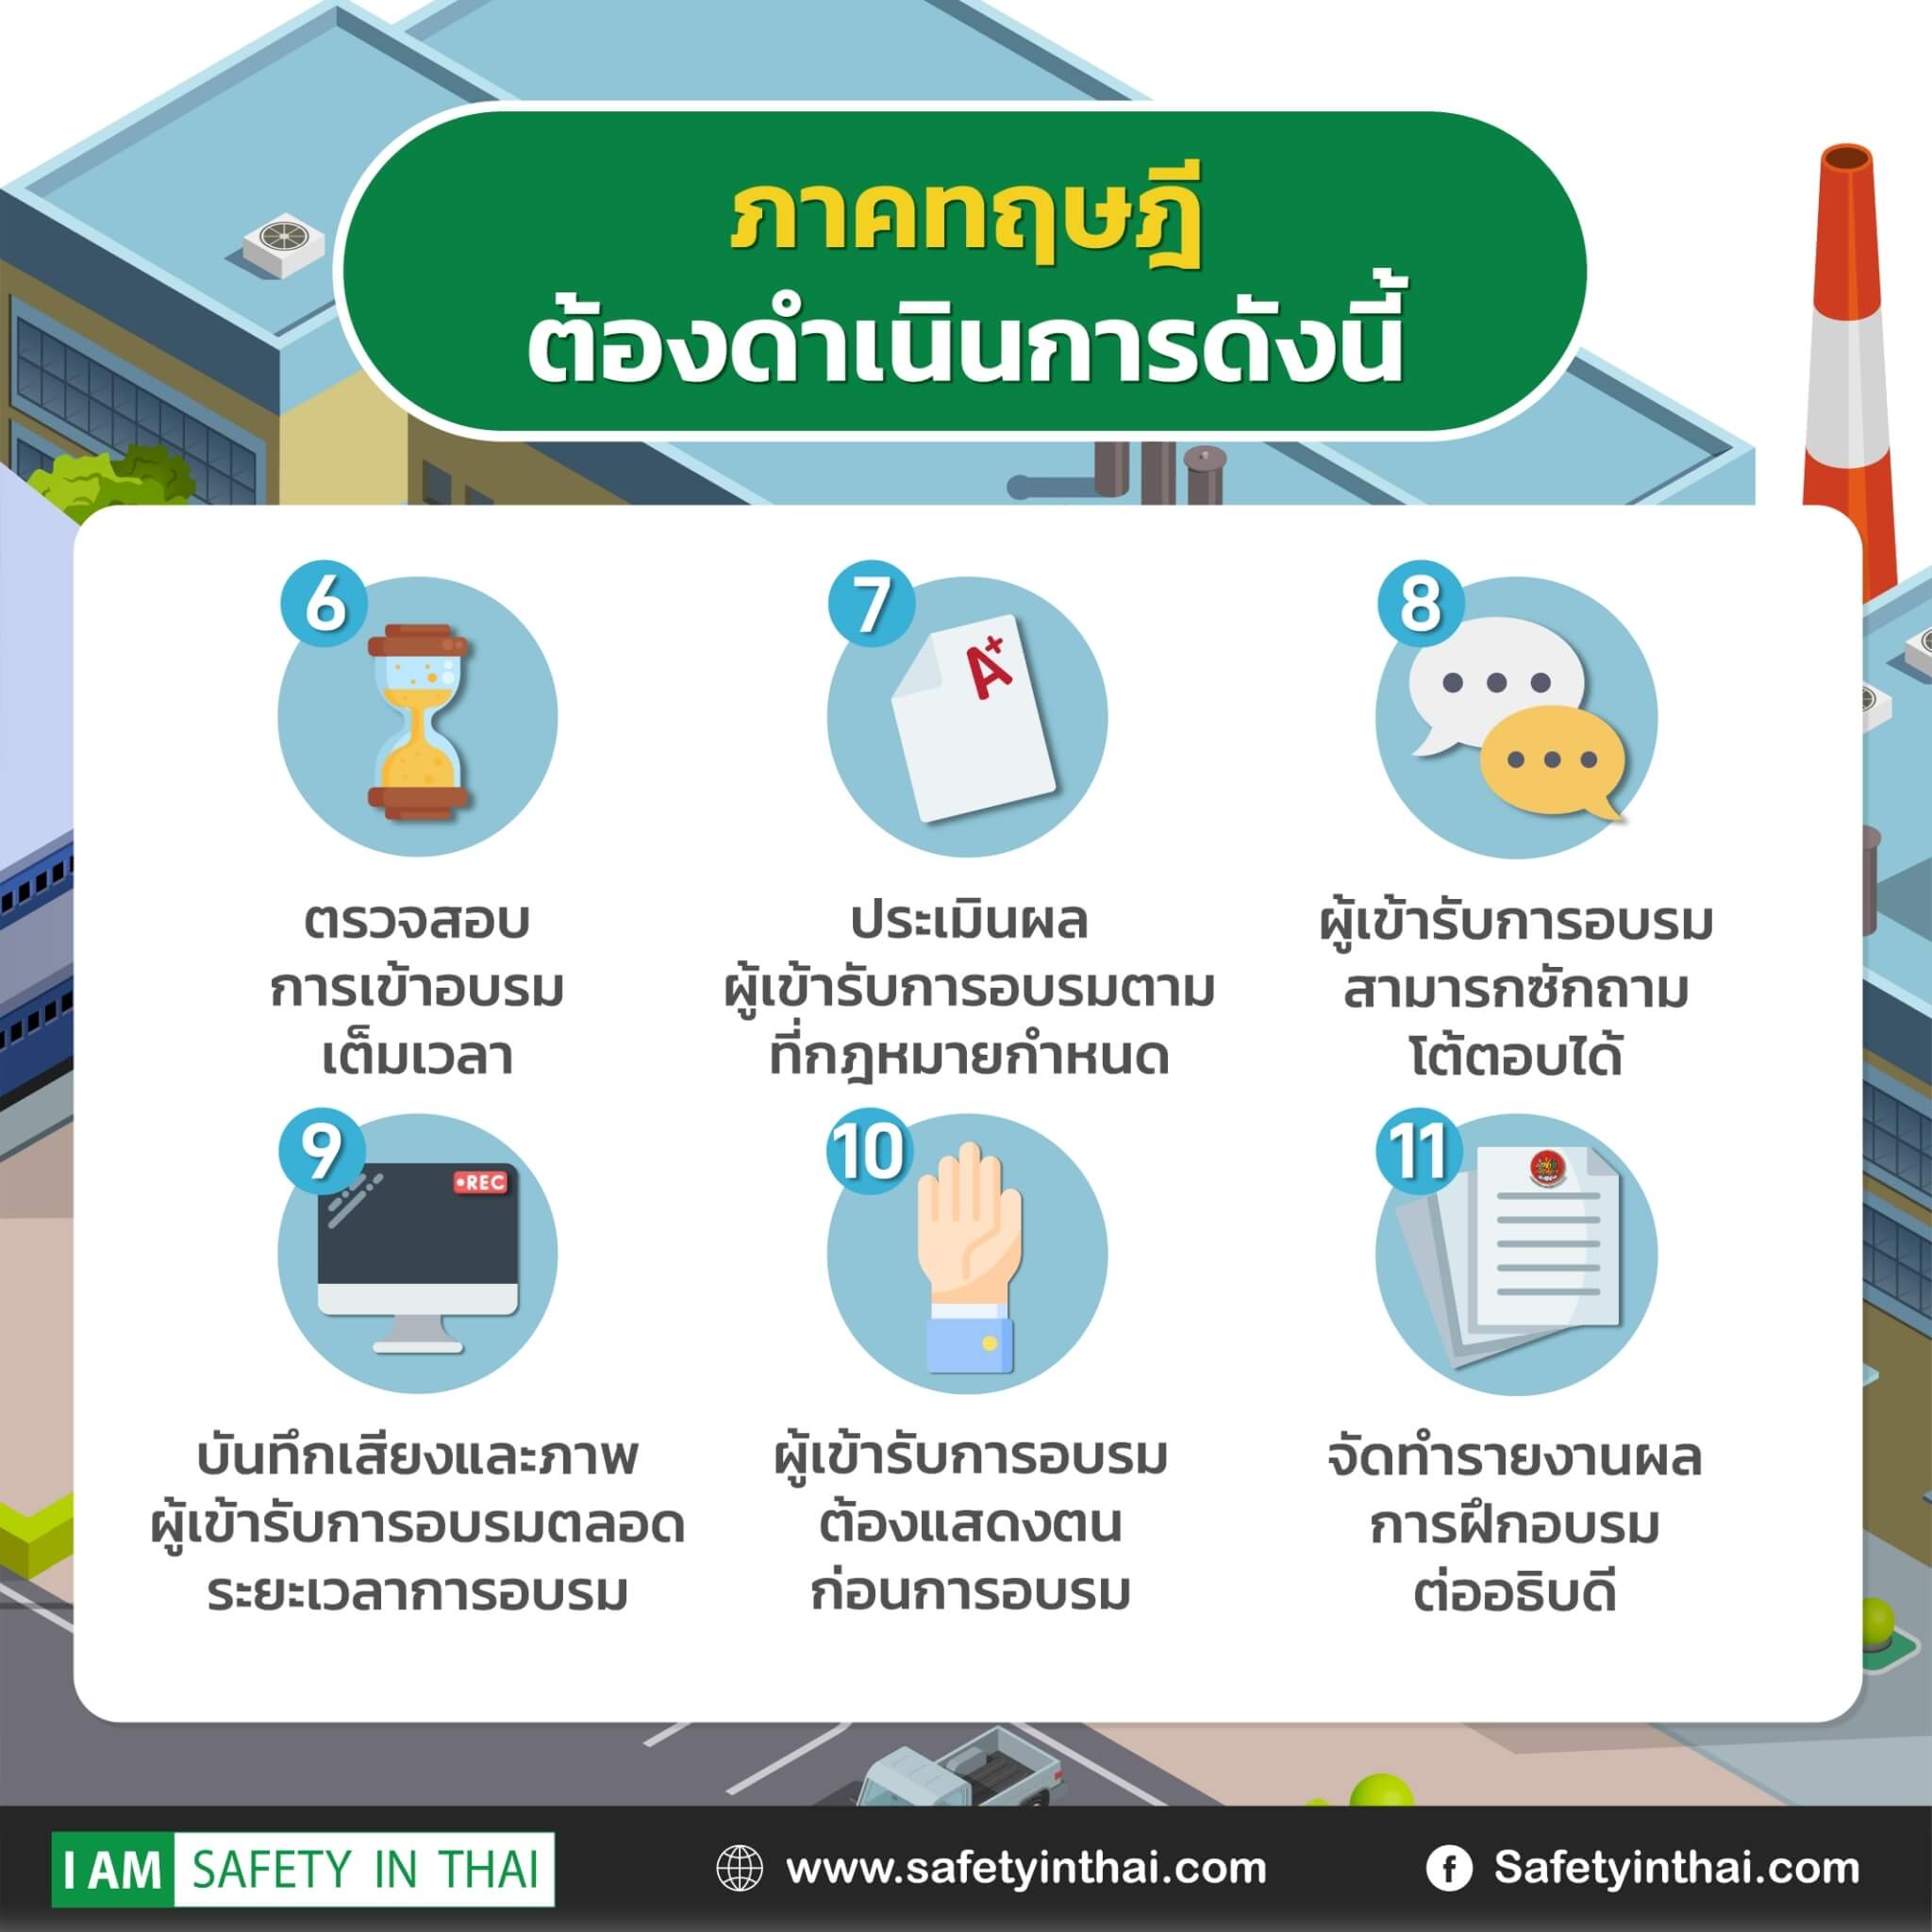 ภาคทฤษฎี
ต้องดำเนินการดังนี้
6
ตรวจสอบ
การเข้าอบรม
เต็มเวลา
7
A+
ประเมินผล
ผู้เข้ารับการอบรมตาม
ที่กฎหมายกำหนด
8
ผู้เข้ารับการอบรม
สามารถซักถาม
โต้ตอบได้
9
REC
บันทึกเสียงและภาพ
ผู้เข้ารับการอบรมตลอด
ระยะเวลาการอบรม
10
ผู้เข้ารับการอบรม
ต้องแสดงตน
ก่อนการอบรม
11
จัดทำรายงานผล
การฝึกอบรม
ต่ออธิบดี
I AM SAFETY IN THAI
www.safetyinthai.com
Safetyinthai.com